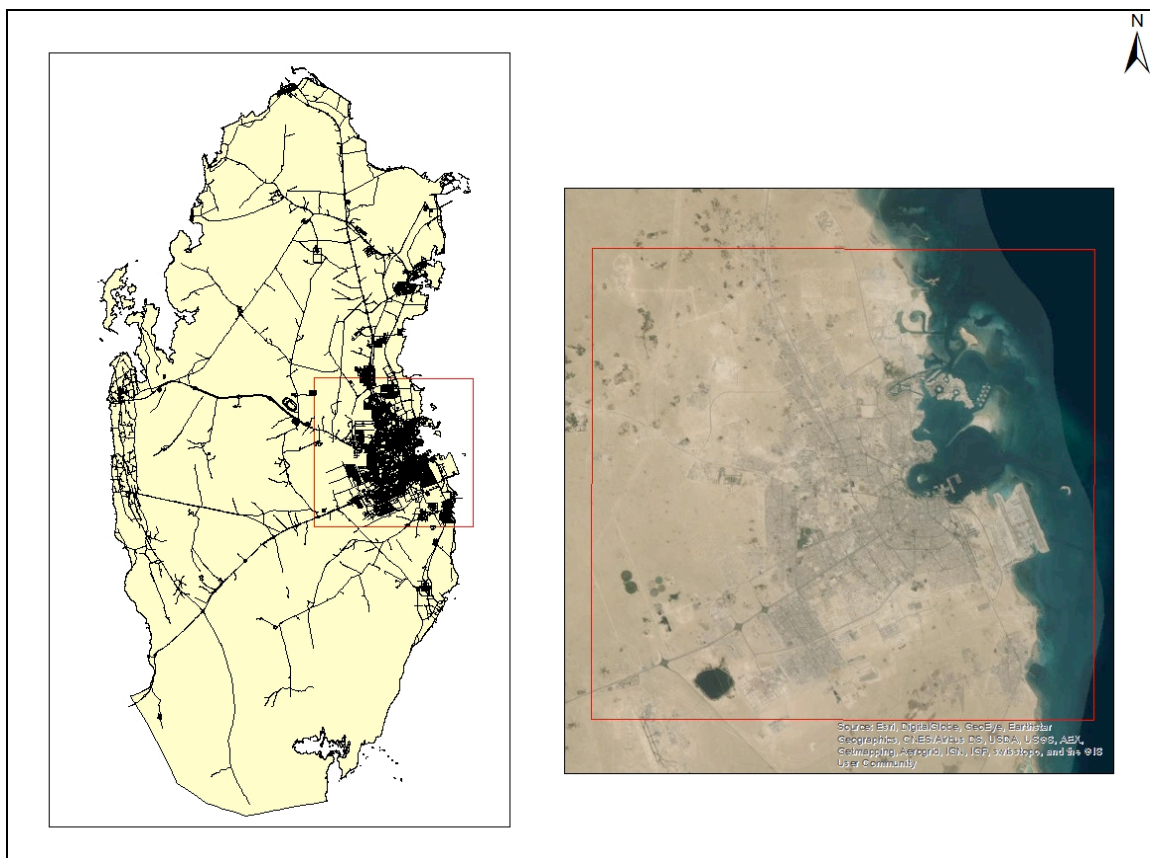 N
Source: Esri, DigitalGlobe, GeoEye, Earthstar
Geographics, CNES/Airbus DS, USDA, USGS, AEX,
Getmapping, Aerogrid, IGN, IGP, swisstopo, and the GIS
User Community